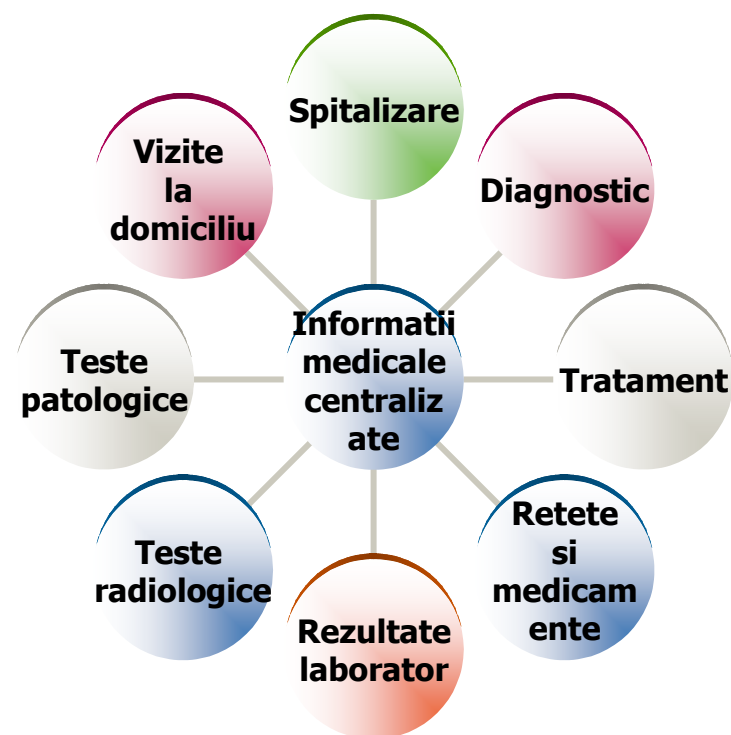 Spitalizare
Diagnostic
Tratament
Retete
si
medicam
ente
Rezultate
laborator
Teste
radiologice
Teste
patologice
Vizite
la
domiciliu
Informatii
medicale
centraliz
ate